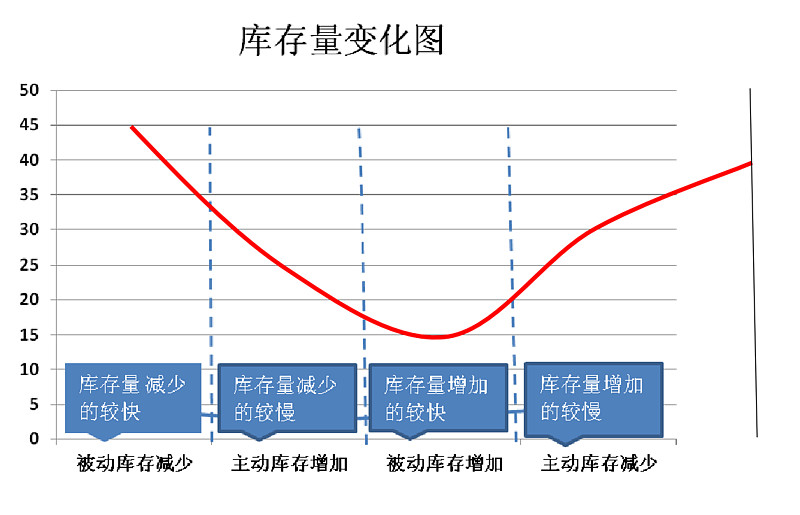 库存量变化图
50
45
40
35
30
25
20
15
10
5
0
库存量 减少
的较快
库存量减少
的较慢
库存量增加
的较快
库存量增加
的较慢
被动库存减少
主动库存增加
被动库存增加
主动库存减少